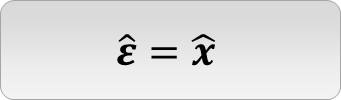 ε̂ = x̂